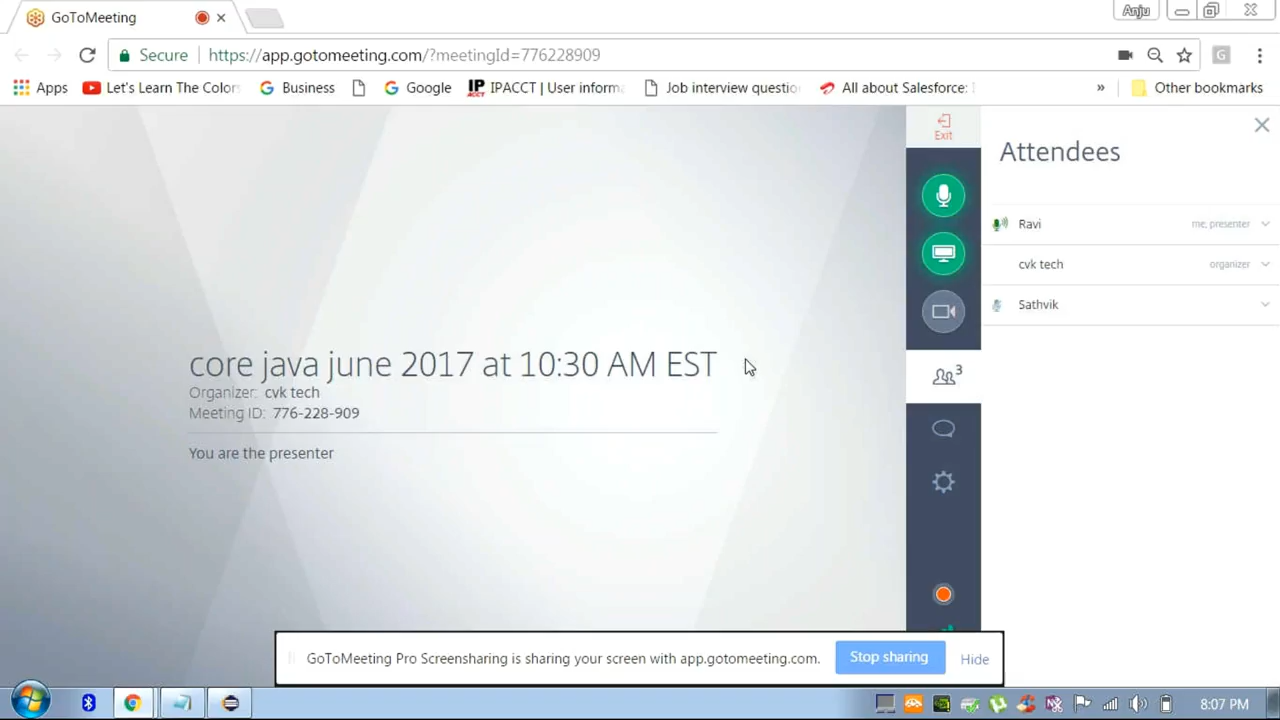 GoToMeeting
Anju
Secure https://app.gotomeeting.com/?meetingId=776228909
G
Apps Let's Learn The Color Business Google IPACCT | User inform Job interview questio All about Salesforce: » Other bookmarks
Exit
Attendees
Ravi me, presenter
cvk tech organizer
Sathvik
core java june 2017 at 10:30 AM EST
Organizer: cvk tech
Meeting ID: 776-228-909
3
You are the presenter
GoToMeeting Pro Screensharing is sharing your screen with app.gotomeeting.com. Stop sharing Hide
8:07 PM